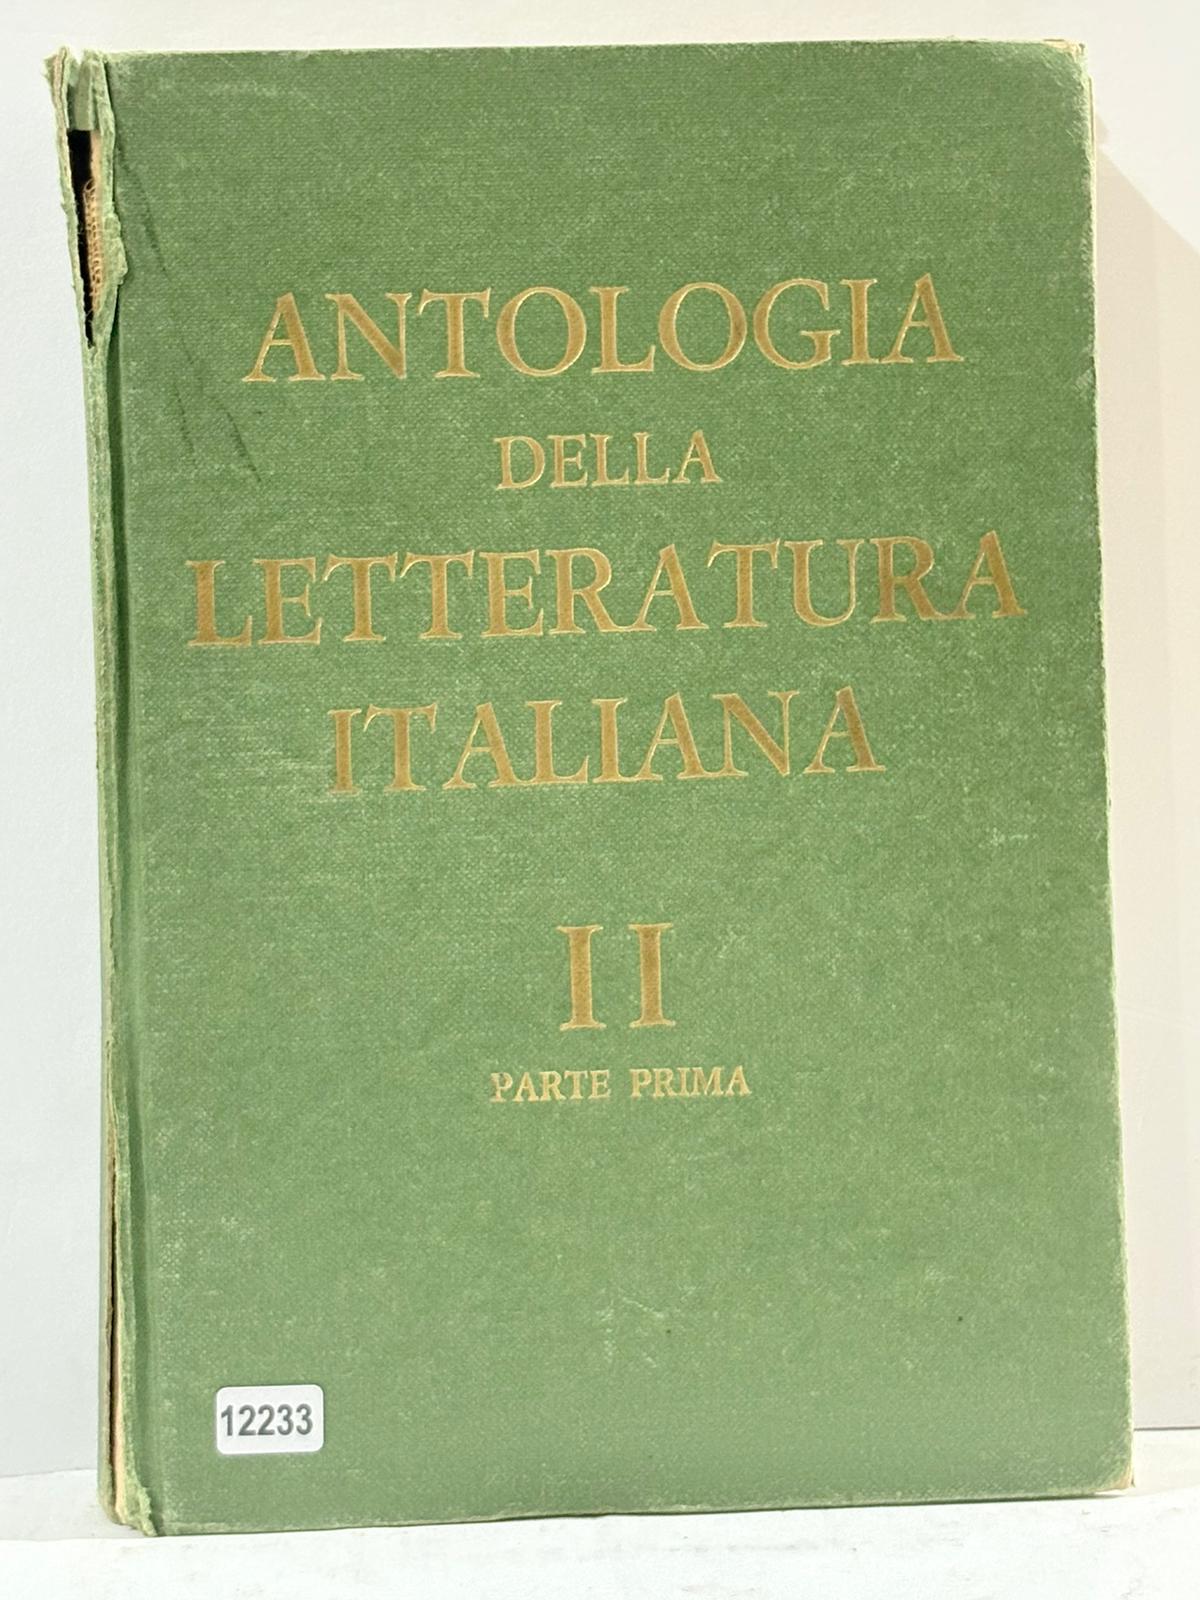 ANTOLOGIA
DELLA
LETTERATURA
ITALIANA
II
PARTE PRIMA
12233